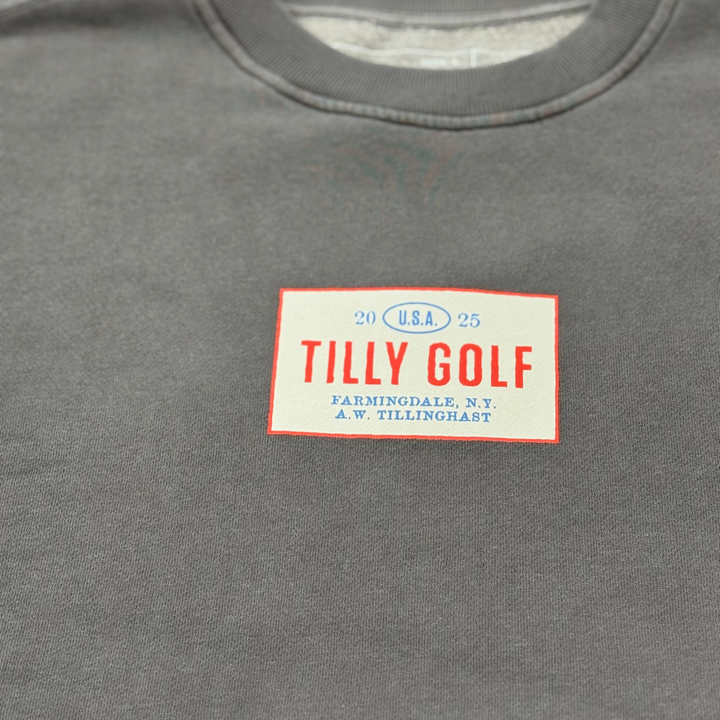 20 U.S.A. 25
TILLY GOLF
FARMINGDALE, N.Y.
A.W. TILLINGHAST